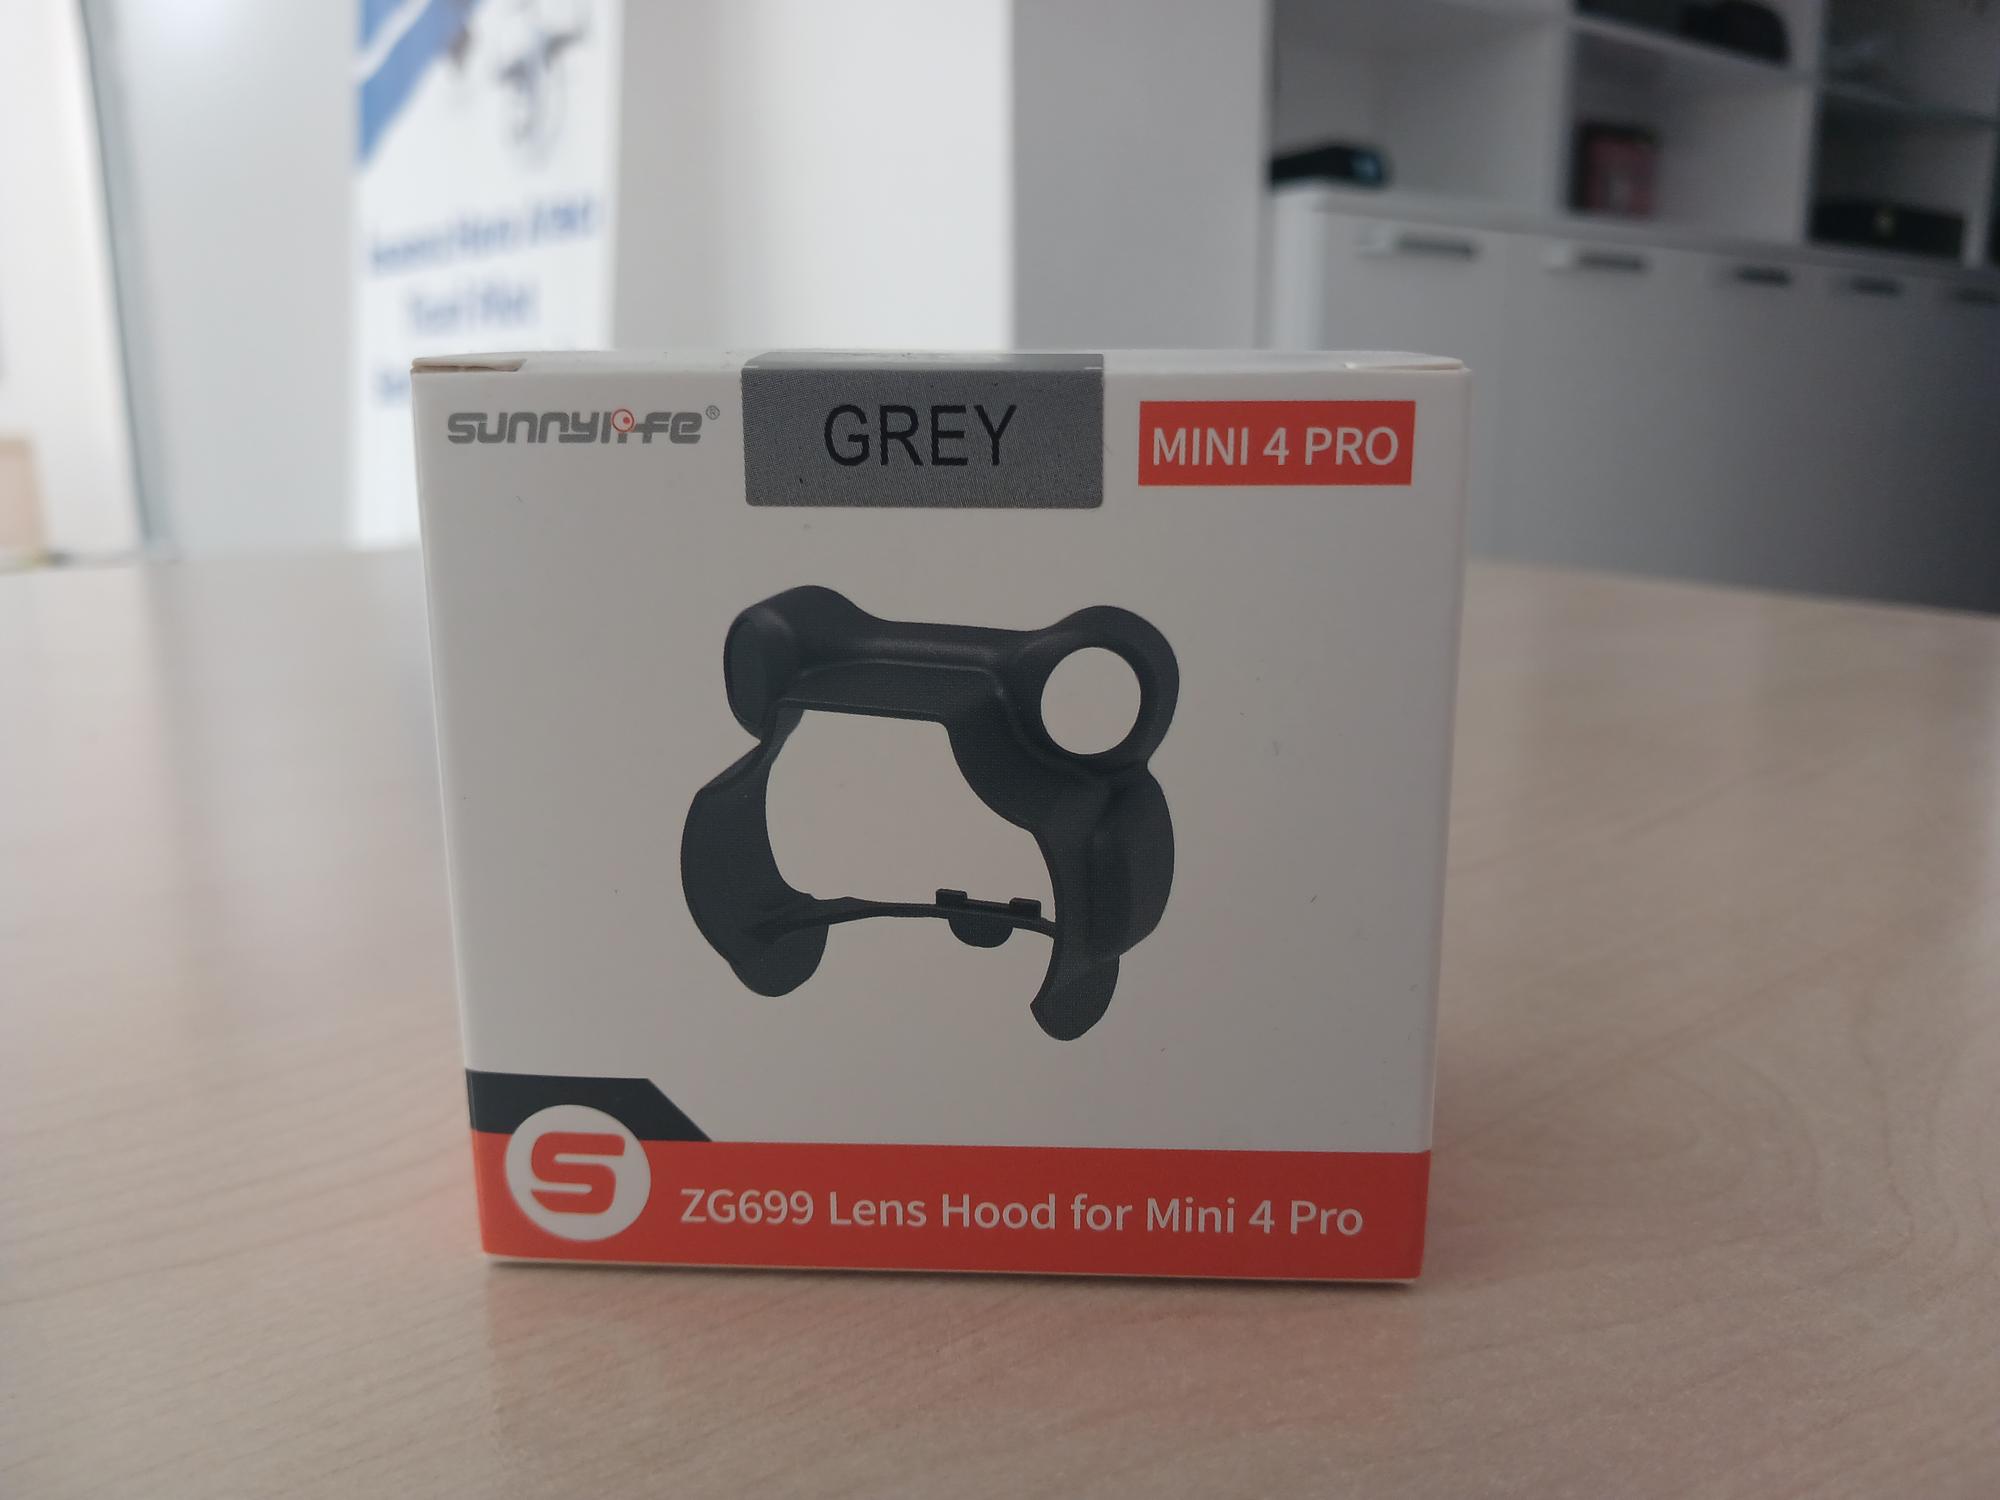 sunnylife®
GREY
MINI 4 PRO
S
ZG699 Lens Hood for Mini 4 Pro